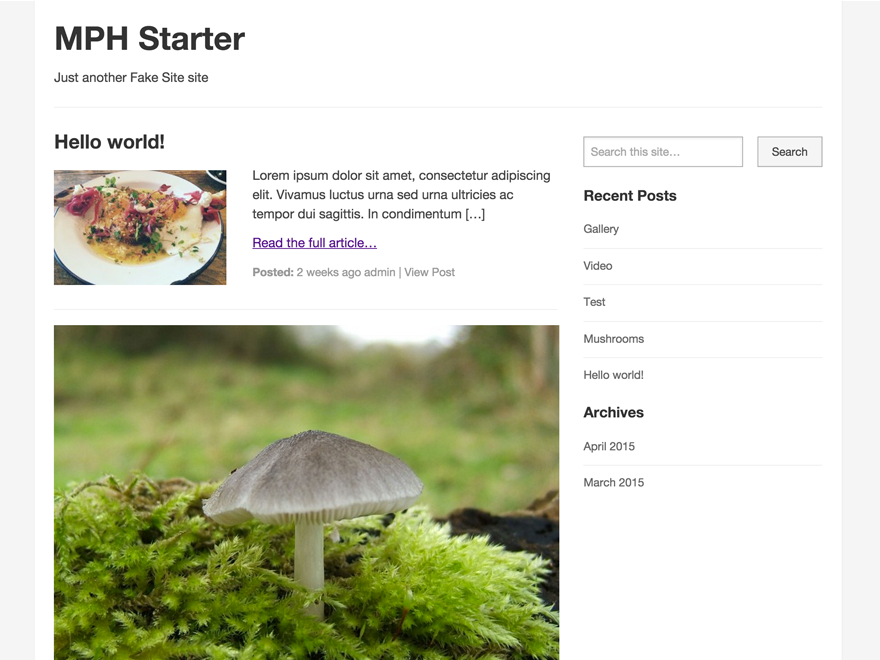 MPH Starter
Just another Fake Site site
Hello world!
Lorem ipsum dolor sit amet, consectetur adipiscing
elit. Vivamus luctus urna sed urna ultricies ac
tempor dui sagittis. In condimentum […]
Read the full article…
Posted: 2 weeks ago admin | View Post
Search this site…
Search
Recent Posts
Gallery
Video
Test
Mushrooms
Hello world!
Archives
April 2015
March 2015